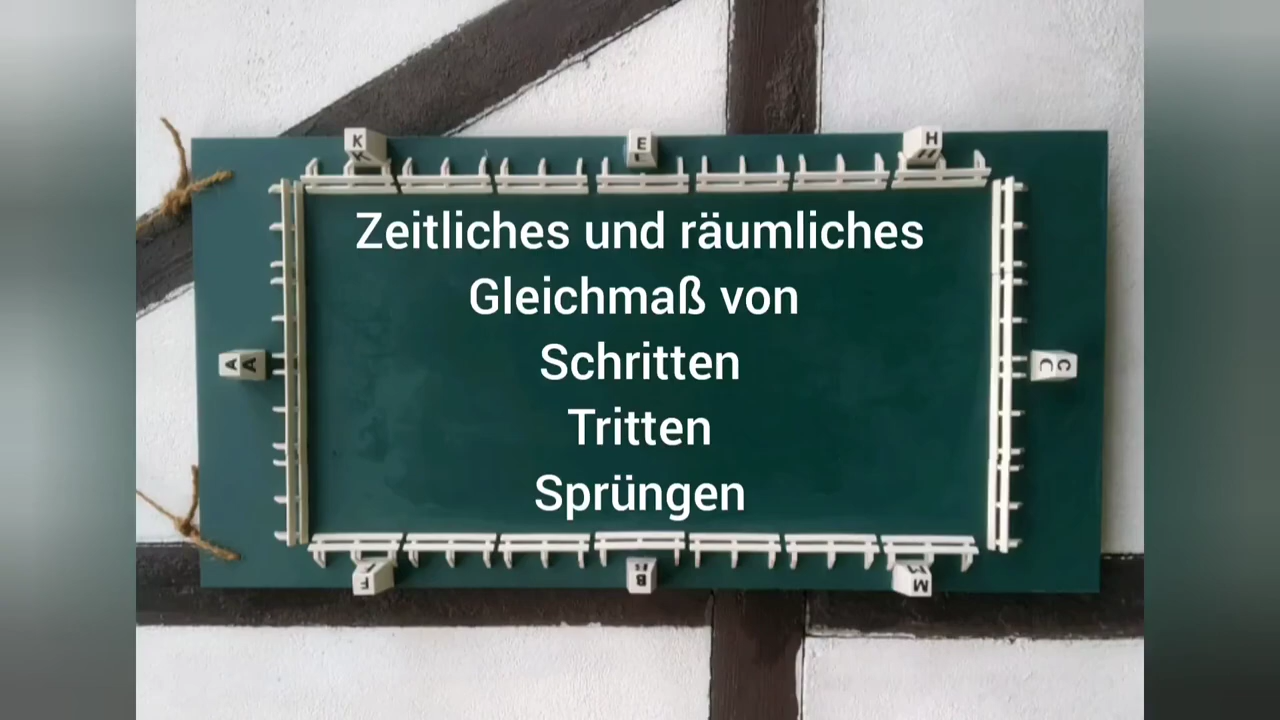 K E H
Zeitliches und räumliches
Gleichmaß von
Schritten
A C
Tritten
Sprüngen
F B M